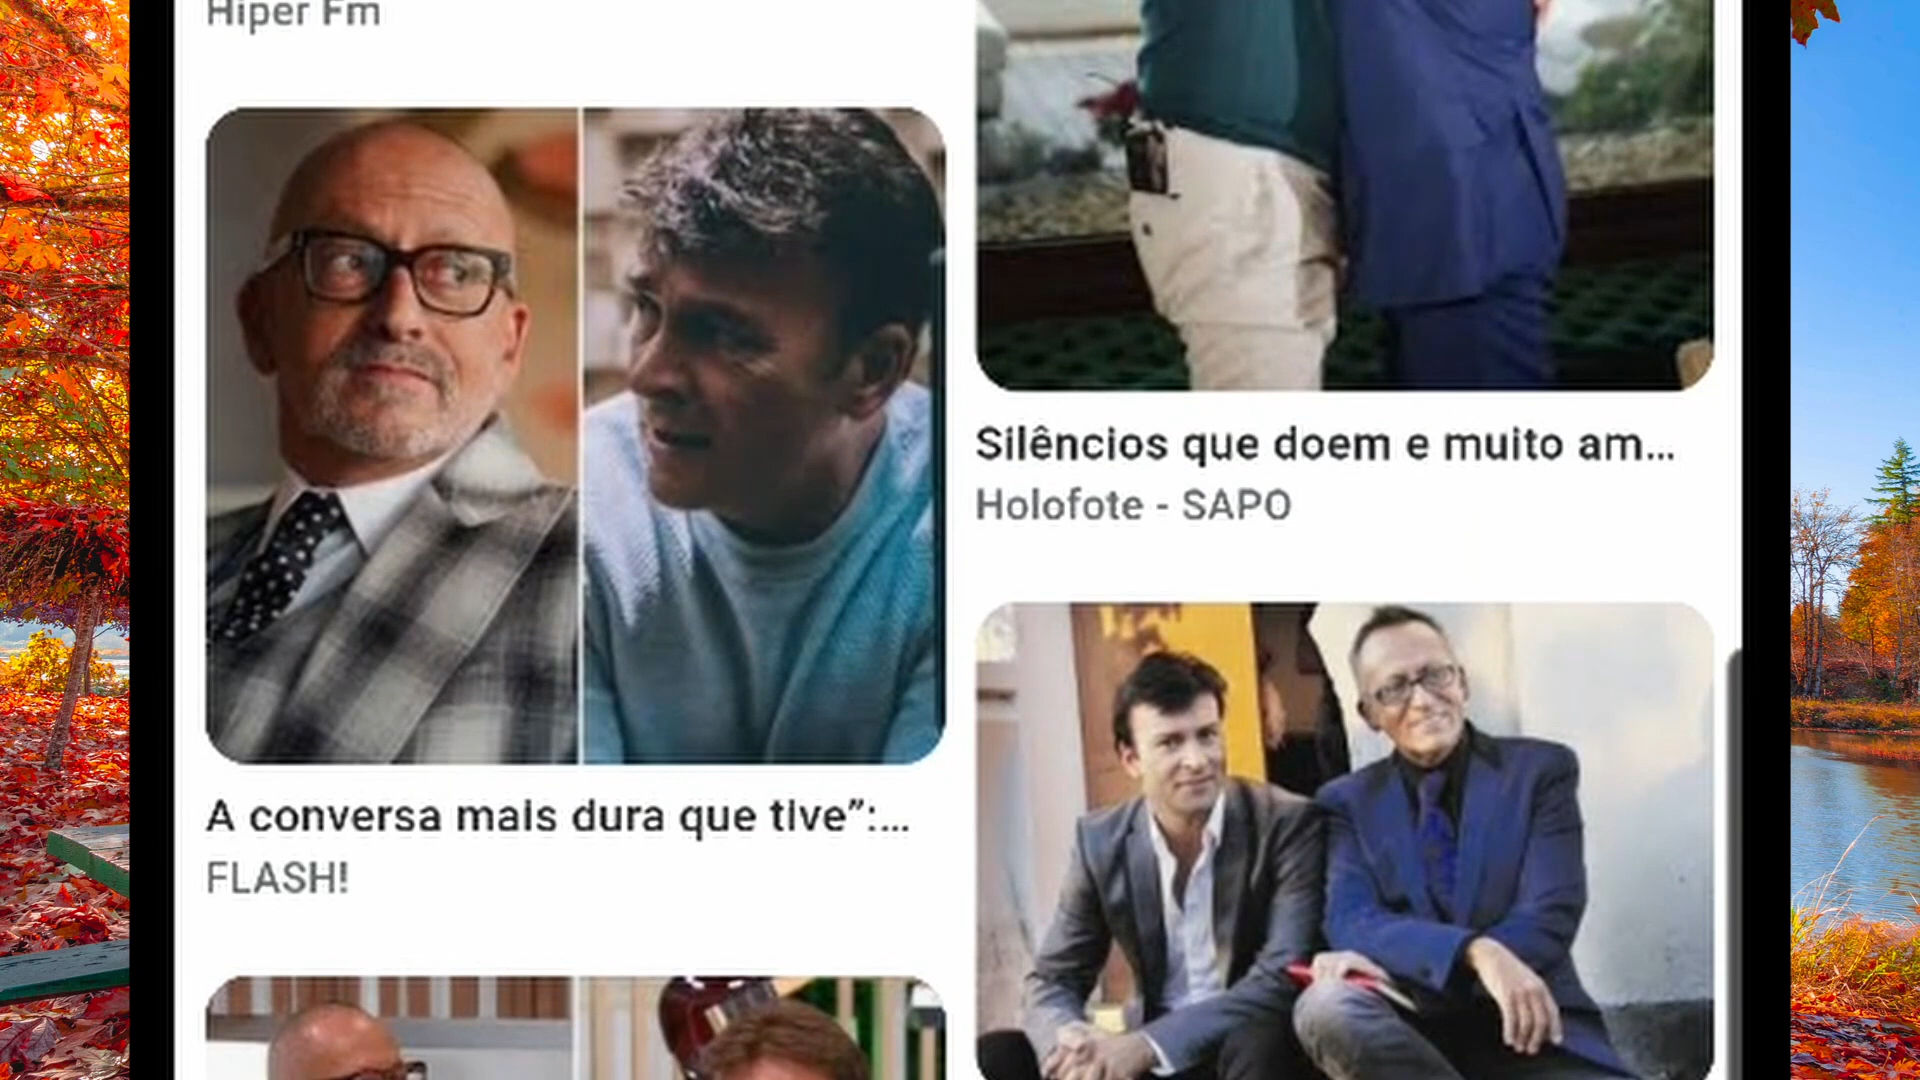 Hiper Fm
A conversa mais dura que tive”:...
FLASH!
Silêncios que doem e muito am...
Holofote - SAPO